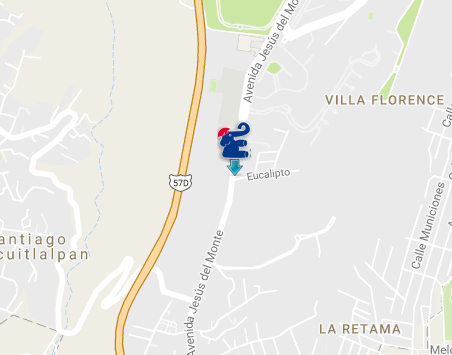 Avenida Jesús del Monte
VILLA FLORENCE
57D
Eucalipto
Calle Municiones
antiago
cuitlalpan
Avenida Jesús del Monte
LA RETAMA
Calle
Melc